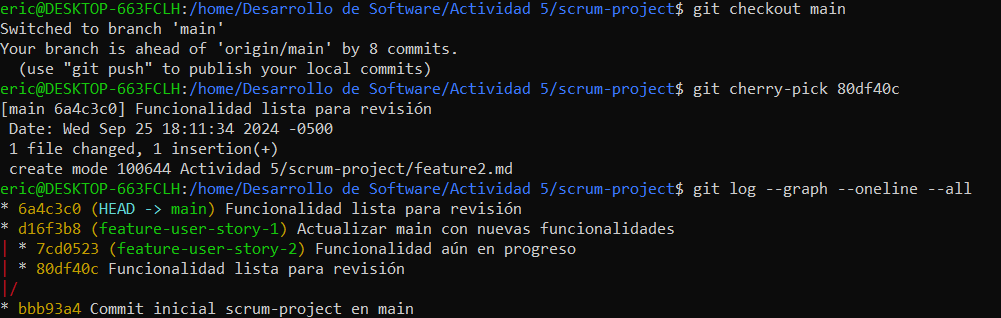 eric@DESKTOP-663FCLH:/home/Desarrollo de Software/Actividad 5/scrum-project$ git checkout main
Switched to branch 'main'
Your branch is ahead of 'origin/main' by 8 commits.
  (use "git push" to publish your local commits)
eric@DESKTOP-663FCLH:/home/Desarrollo de Software/Actividad 5/scrum-project$ git cherry-pick 80df40c
[main 6a4c3c0] Funcionalidad lista para revisión
 Date: Wed Sep 25 18:11:34 2024 -0500
 1 file changed, 1 insertion(+)
 create mode 100644 Actividad 5/scrum-project/feature2.md
eric@DESKTOP-663FCLH:/home/Desarrollo de Software/Actividad 5/scrum-project$ git log --graph --oneline --all
* 6a4c3c0 (HEAD -> main) Funcionalidad lista para revisión
* d16f3b8 (feature-user-story-1) Actualizar main con nuevas funcionalidades
| * 7cd0523 (feature-user-story-2) Funcionalidad aún en progreso
| * 80df40c Funcionalidad lista para revisión
|/
* bbb93a4 Commit inicial scrum-project en main